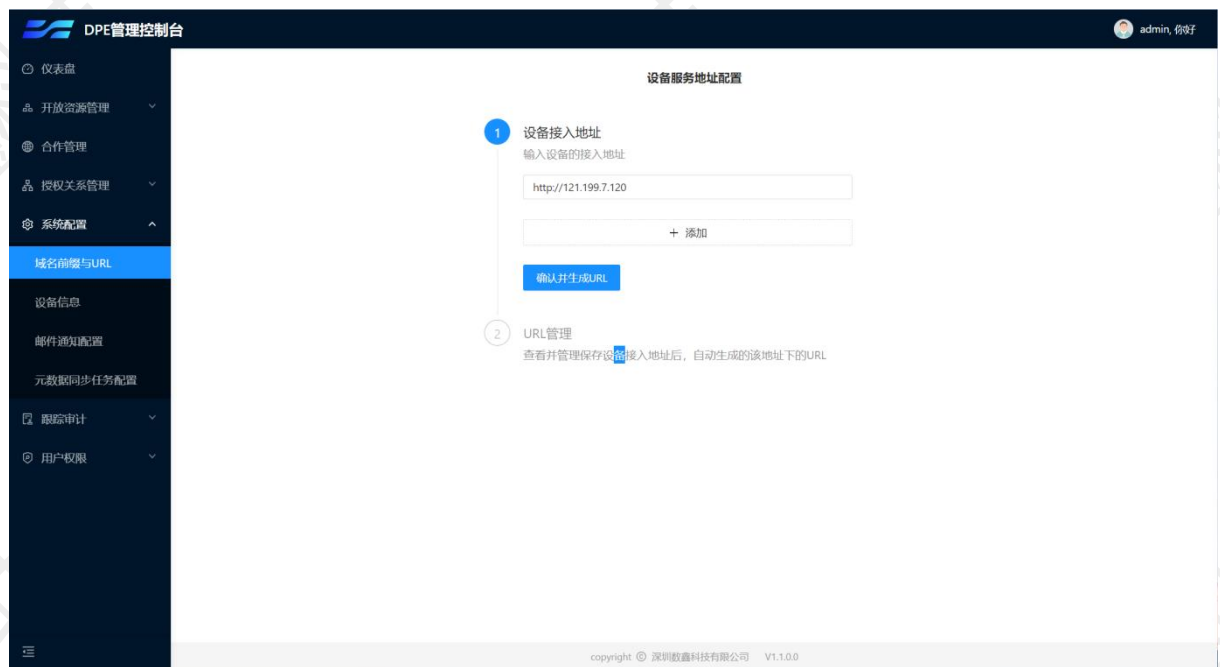 DPE管理控制台
admin, 你好
仪表盘
开放资源管理
合作管理
授权关系管理
系统配置
域名前缀与URL
设备信息
邮件通知配置
元数据同步任务配置
跟踪审计
用户权限
设备服务地址配置
1
设备接入地址
输入设备的接入地址
http://121.199.7.120
+ 添加
确认并生成URL
2
URL管理
查看并管理保存设备接入地址后，自动生成的该地址下的URL
copyright © 深圳数鑫科技有限公司 V1.1.0.0